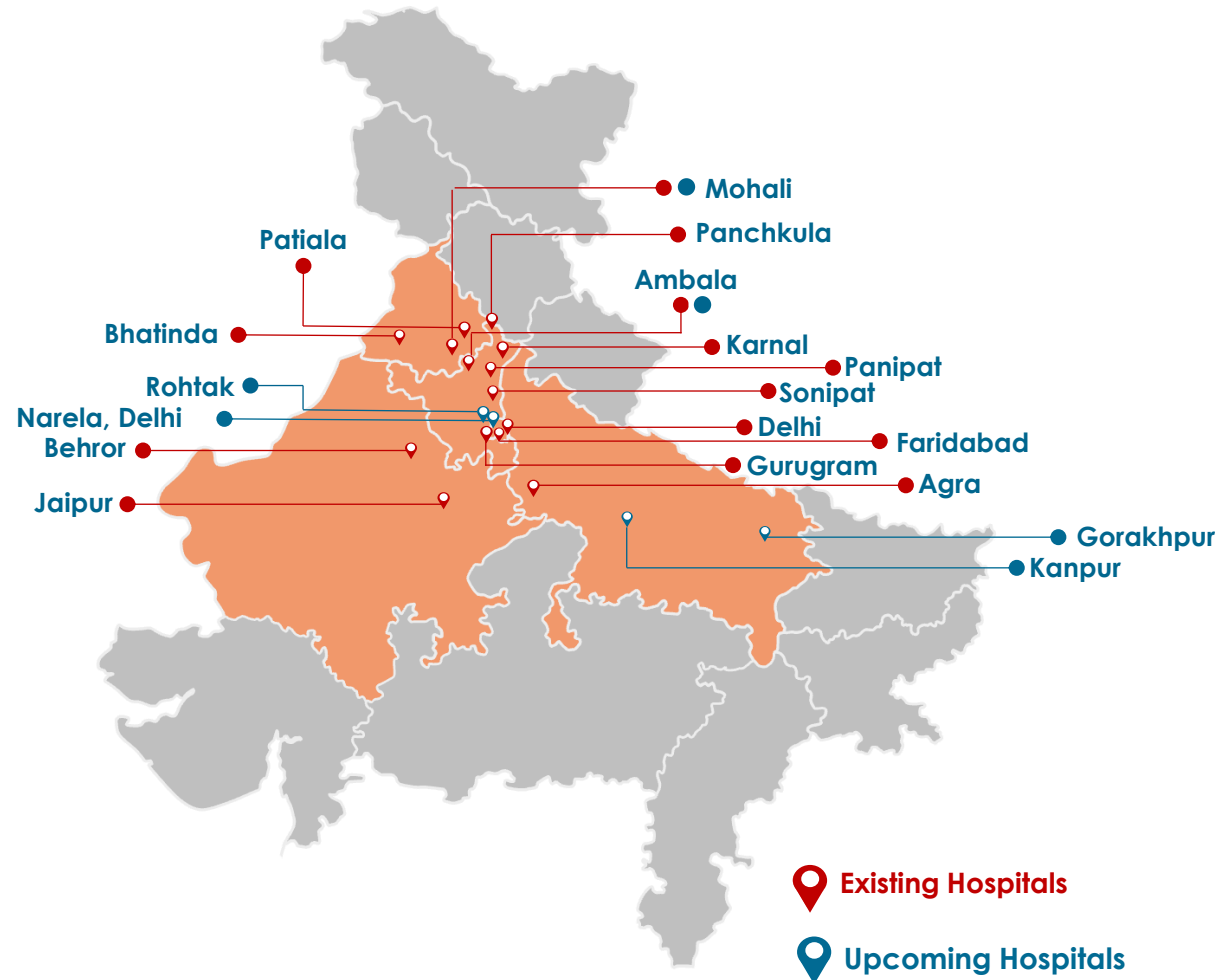 Mohali
Panchkula
Patiala
Ambala
Bhatinda
Karnal
Panipat
Rohtak
Sonipat
Narela, Delhi
Delhi
Behror
Faridabad
Gurugram
Agra
Jaipur
Gorakhpur
Kanpur
Existing Hospitals
Upcoming Hospitals